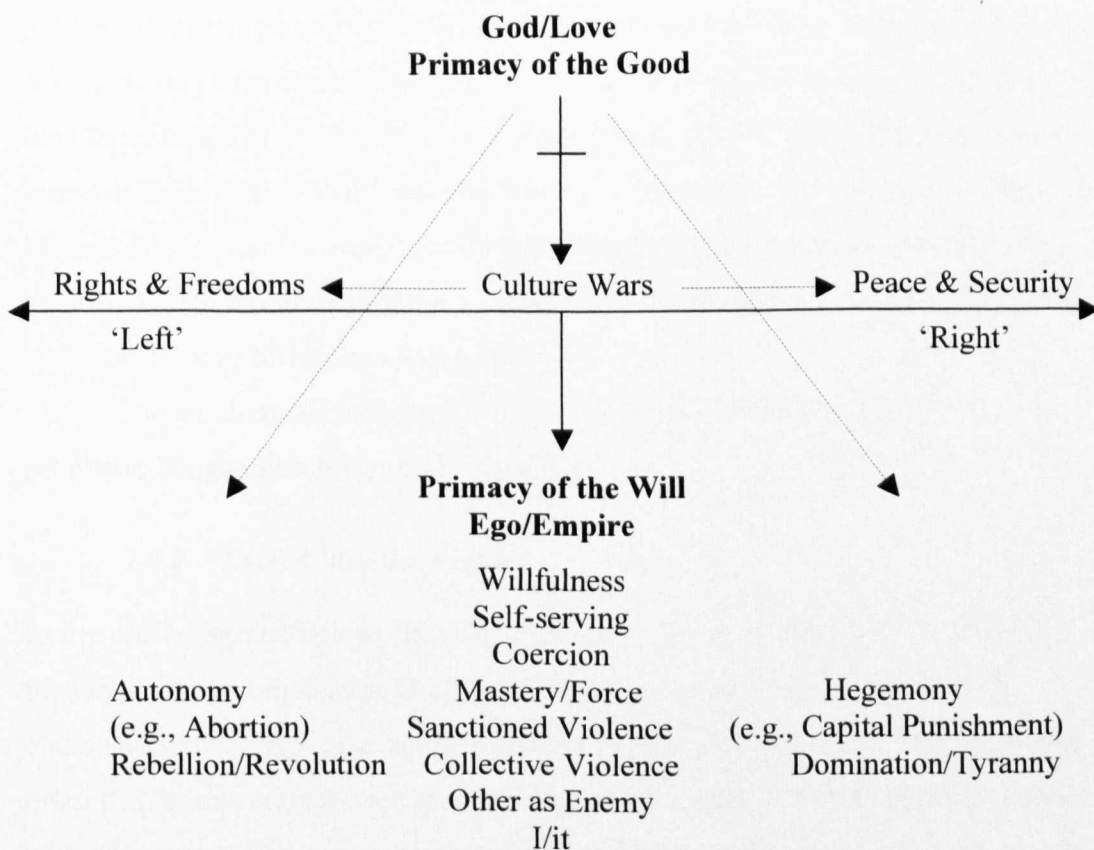 God/Love
Primacy of the Good
Rights & Freedoms
Culture Wars
Peace & Security
‘Left’
‘Right’
Primacy of the Will
Ego/Empire
Willfulness
Self-serving
Coercion
Autonomy
Mastery/Force
Hegemony
(e.g., Abortion)
Sanctioned Violence
(e.g., Capital Punishment)
Rebellion/Revolution
Collective Violence
Domination/Tyranny
Other as Enemy
I/it